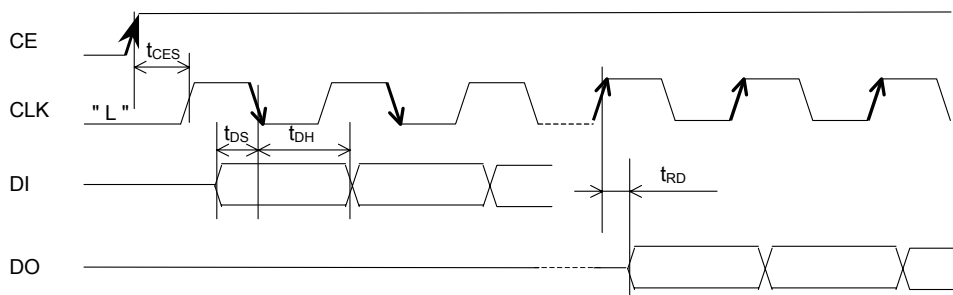 CE
tCES
CLK
"L"
tDS
tDH
DI
tRD
DO